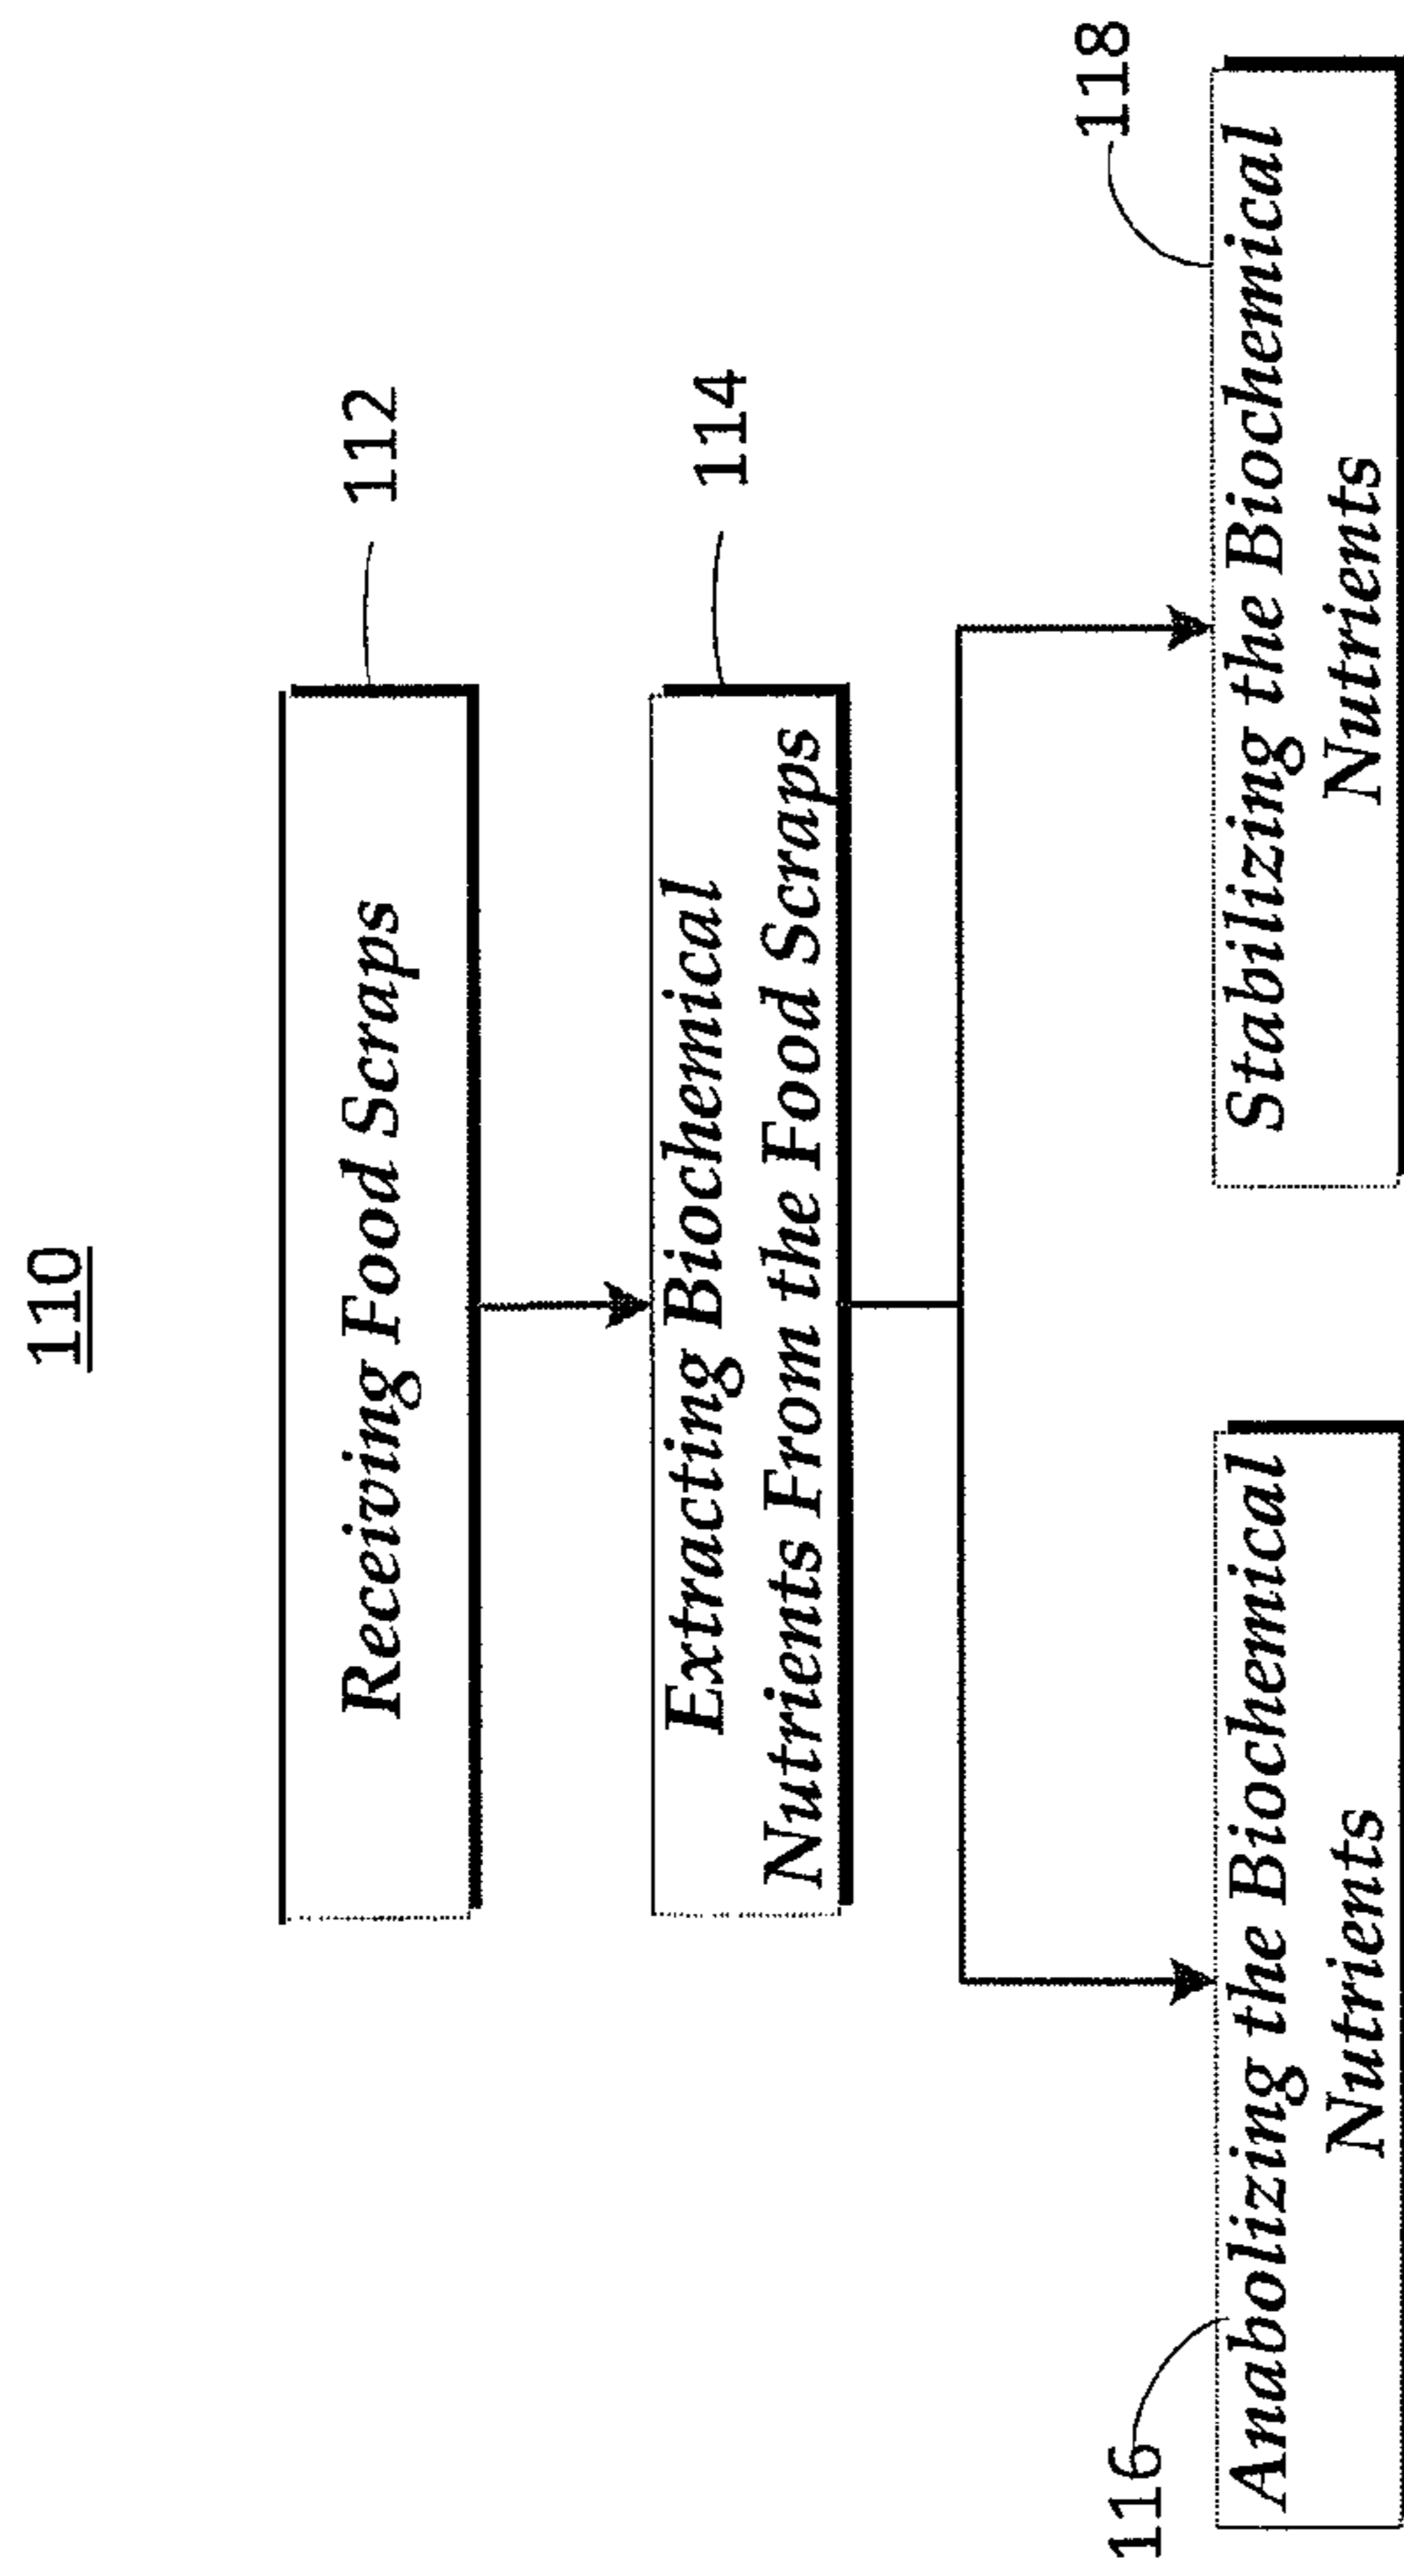 110
Receiving Food Scraps
112
Extracting Biochemical
Nutrients From the Food Scraps
114
116
Anabolizing the Biochemical
Nutrients
118
Stabilizing the Biochemical
Nutrients